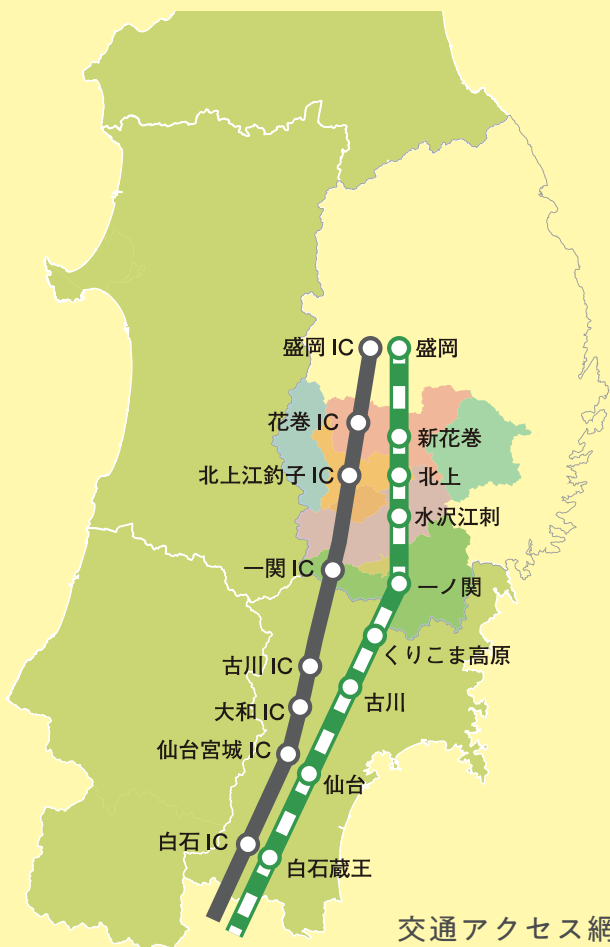 盛岡 IC
盛岡
花巻 IC
新花巻
北上江釣子 IC
北上
水沢江刺
一関 IC
一ノ関
くりこま高原
古川 IC
古川
大和 IC
仙台宮城 IC
仙台
白石 IC
白石蔵王
交通アクセス網